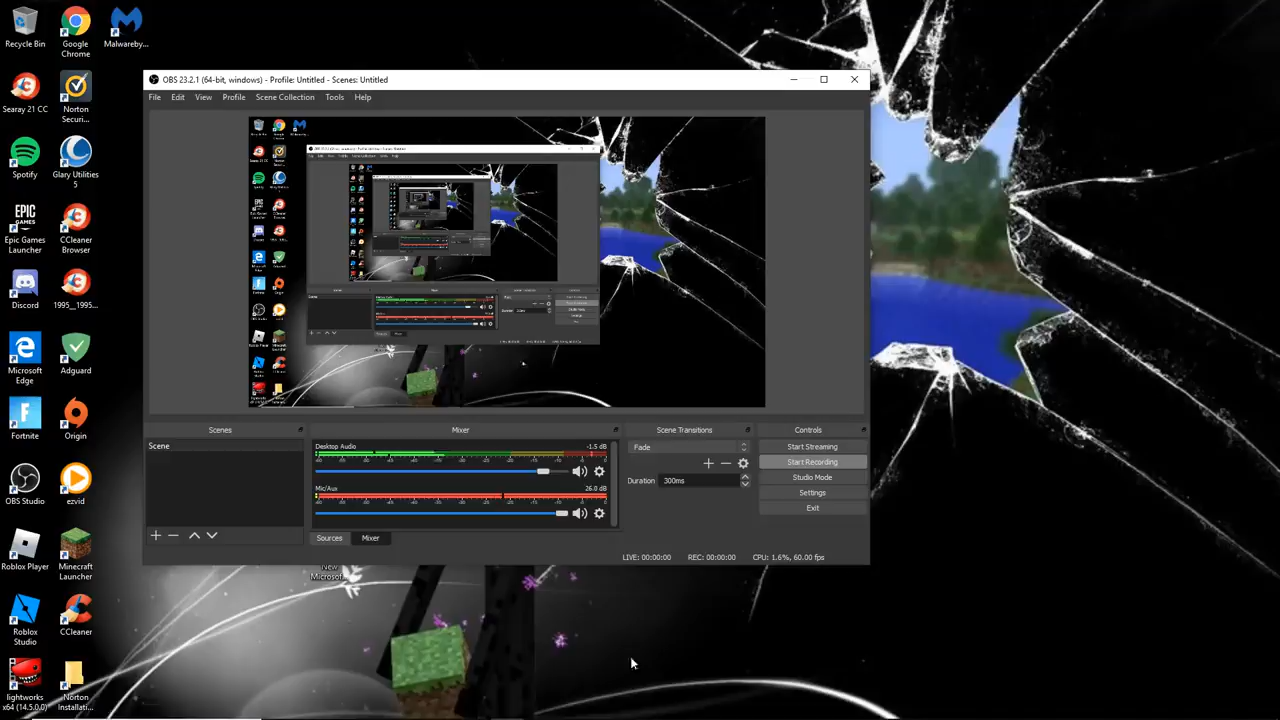 Recycle Bin
Google
Chrome
Malwareby...
Searay 21 CC
Norton
Securi...
Spotify
Glary Utilities
5
Epic Games
Launcher
CCleaner
Browser
Discord
1995_1995...
Microsoft
Edge
Adguard
Fortnite
Origin
OBS Studio
ezvid
Roblox Player
Minecraft
Launcher
Roblox
Studio
CCleaner
lightworks
x64 (14.5.0.0)
Norton
Installati...
EPIC
GAMES
OBS 23.2.1 (64-bit, windows) - Profile: Untitled - Scenes: Untitled
File Edit View Profile Scene Collection Tools Help
Scenes
Mixer
Scene Transitions
Controls
Scene
Desktop Audio
-1.5 dB
Mic/Aux
26.0 dB
Fade
Duration
300ms
Start Streaming
Start Recording
Studio Mode
Settings
Exit
Sources
Mixer
LIVE: 00:00:00
REC: 00:00:00
CPU: 1.6%, 60.00 fps
New
Microsof...